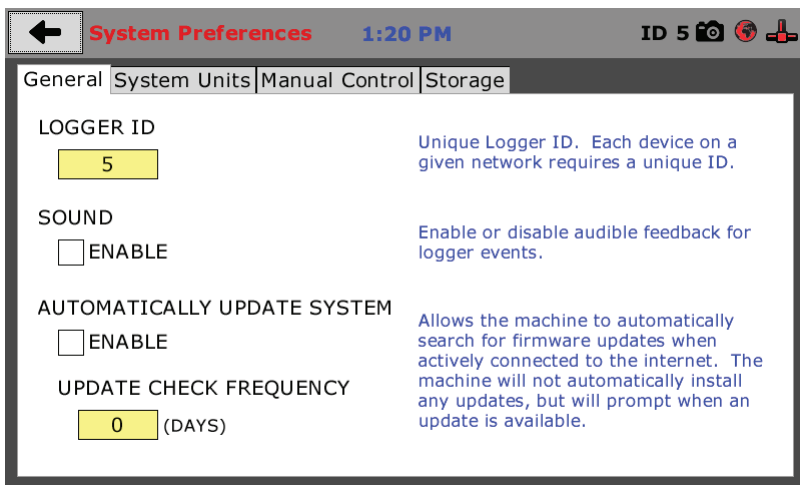 System Preferences 1:20 PM ID 5
General System Units Manual Control Storage
LOGGER ID
5
Unique Logger ID. Each device on a
given network requires a unique ID.
SOUND
ENABLE
Enable or disable audible feedback for
logger events.
AUTOMATICALLY UPDATE SYSTEM
ENABLE
UPDATE CHECK FREQUENCY
0 (DAYS)
Allows the machine to automatically
search for firmware updates when
actively connected to the internet. The
machine will not automatically install
any updates, but will prompt when an
update is available.